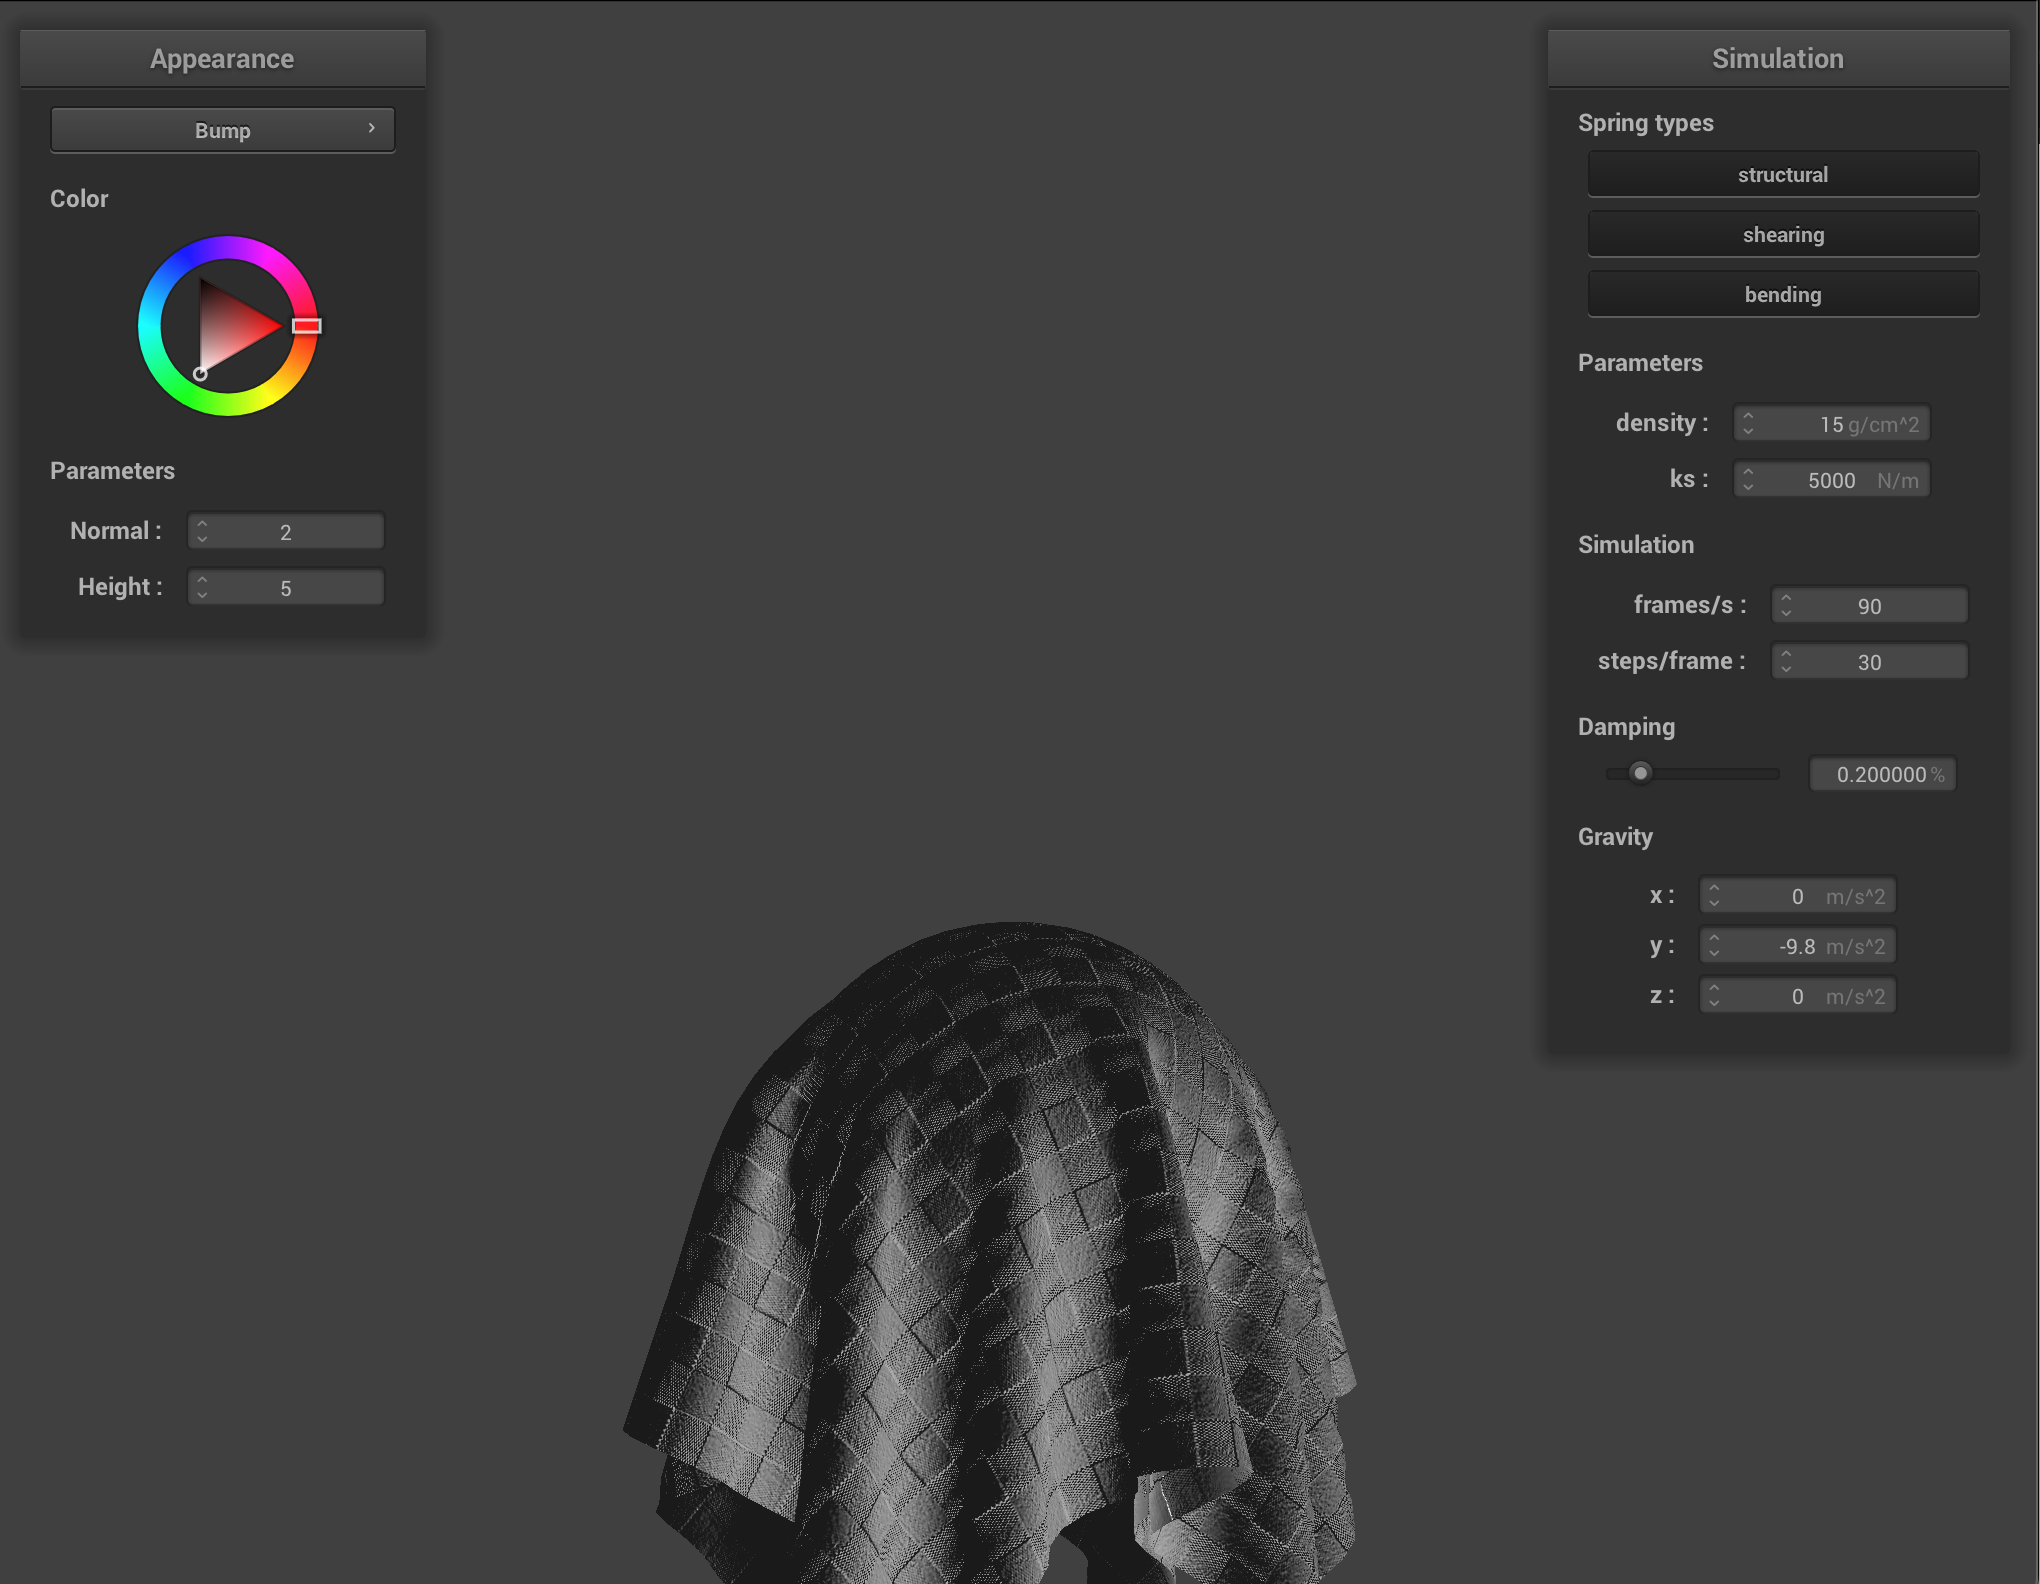 Appearance
Bump
Color
Parameters
Normal : 2
Height : 5
Simulation
Spring types
structural
shearing
bending
Parameters
density : 15 g/cm^2
ks : 5000 N/m
Simulation
frames/s : 90
steps/frame : 30
Damping
0.200000 %
Gravity
x : 0 m/s^2
y : -9.8 m/s^2
z : 0 m/s^2